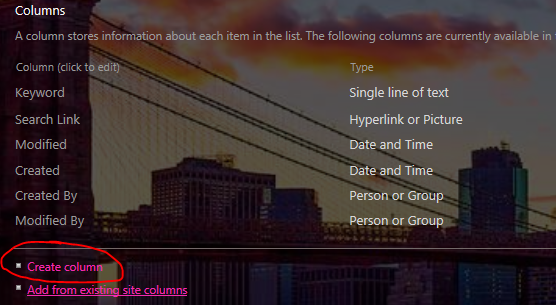 Columns
A column stores information about each item in the list. The following columns are currently available in
Column (click to edit) Type
Keyword Single line of text
Search Link Hyperlink or Picture
Modified Date and Time
Created Date and Time
Created By Person or Group
Modified By Person or Group
Create column
Add from existing site columns